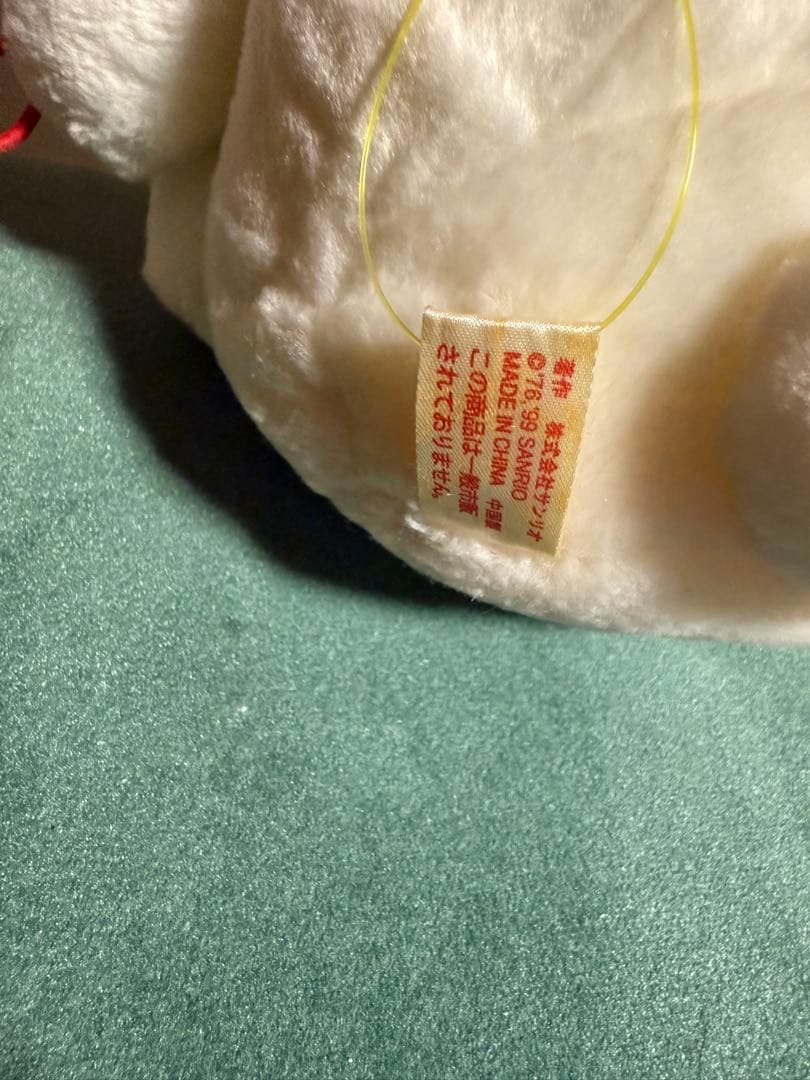 著作 株式会社サンリオ
©'76 '99 SANRIO
MADE IN CHINA 中国製
この商品は一般市販
されておりません